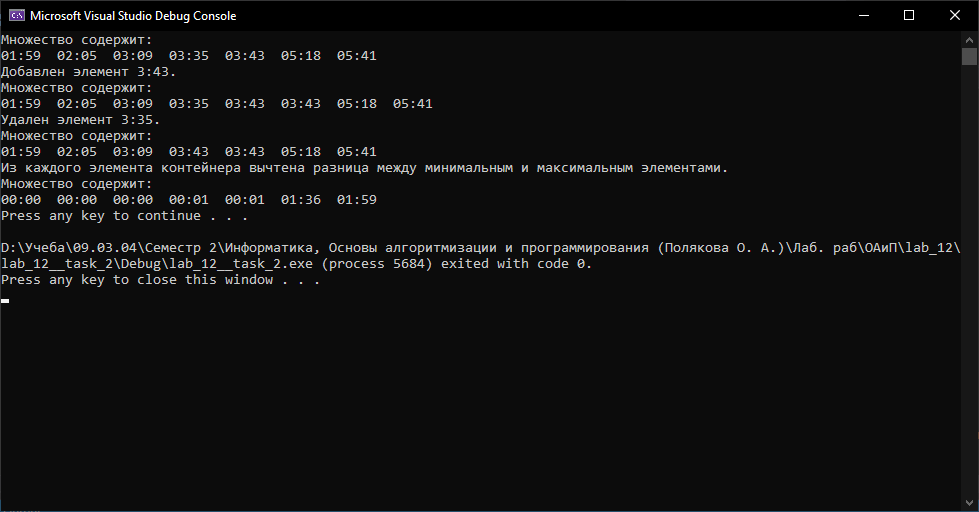 Microsoft Visual Studio Debug Console
Множество содержит:
01:59  02:05  03:09  03:35  03:43  05:18  05:41
Добавлен элемент 3:43.
Множество содержит:
01:59  02:05  03:09  03:35  03:43  03:43  05:18  05:41
Удален элемент 3:35.
Множество содержит:
01:59  02:05  03:09  03:43  03:43  05:18  05:41
Из каждого элемента контейнера вычтена разница между минимальным и максимальным элементами.
Множество содержит:
00:00  00:00  00:00  00:01  00:01  01:36  01:59
Press any key to continue . . .
D:\Учеба\09.03.04\Семестр 2\Информатика, Основы алгоритмизации и программирования (Полякова О. А.)\Лаб. раб\ОАиП\lab_12\
lab_12__task_2\Debug\lab_12__task_2.exe (process 5684) exited with code 0.
Press any key to close this window . . .